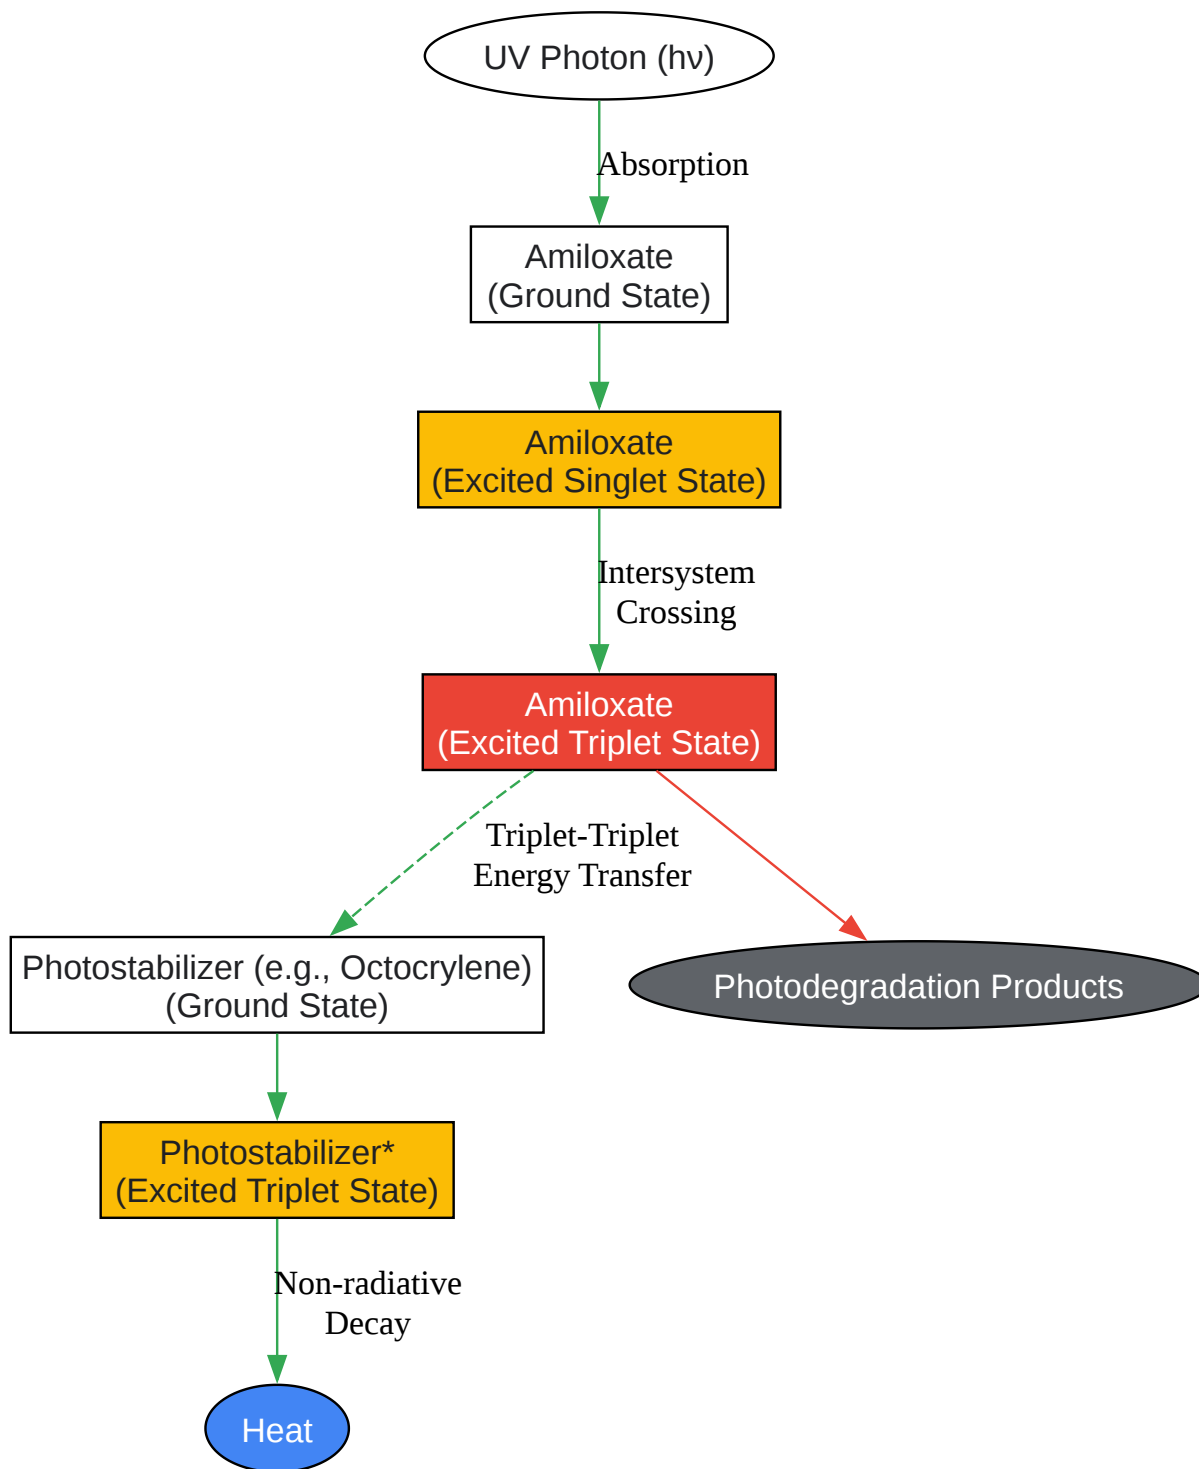 UV Photon (hν)
Absorption
Amiloxate
(Ground State)
Amiloxate
(Excited Singlet State)
Intersystem
Crossing
Amiloxate
(Excited Triplet State)
Triplet-Triplet
Energy Transfer
Photostabilizer (e.g., Octocrylene)
(Ground State)
Photodegradation Products
Photostabilizer*
(Excited Triplet State)
Non-radiative
Decay
Heat